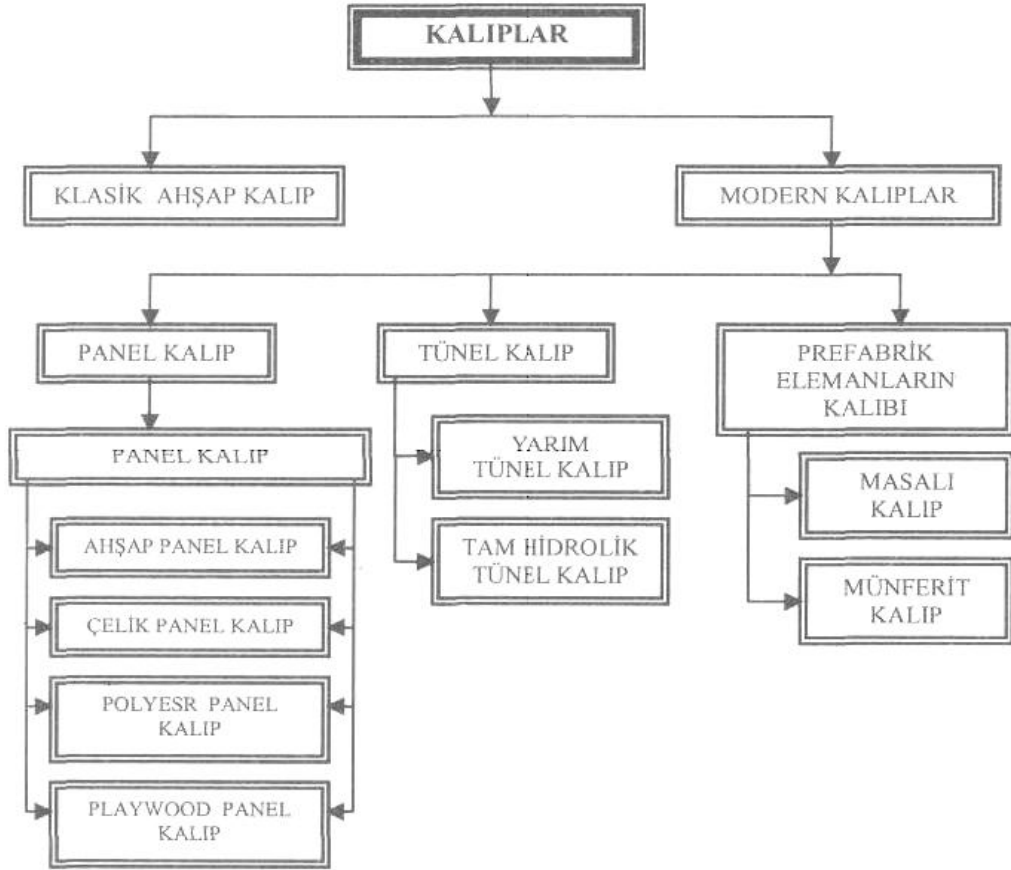 KALIPLAR
KLASİK AHŞAP KALIP
MODERN KALIPLAR
PANEL KALIP
TÜNEL KALIP
PREFABRİK
ELEMANLARIN
KALIBI
PANEL KALIP
YARIM
TÜNEL KALIP
MASALI
KALIP
AHŞAP PANEL KALIP
TAM HİDROLİK
TÜNEL KALIP
ÇELİK PANEL KALIP
MÜNFERİT
KALIP
POLYESR PANEL
KALIP
PLAYWOOD PANEL
KALIP